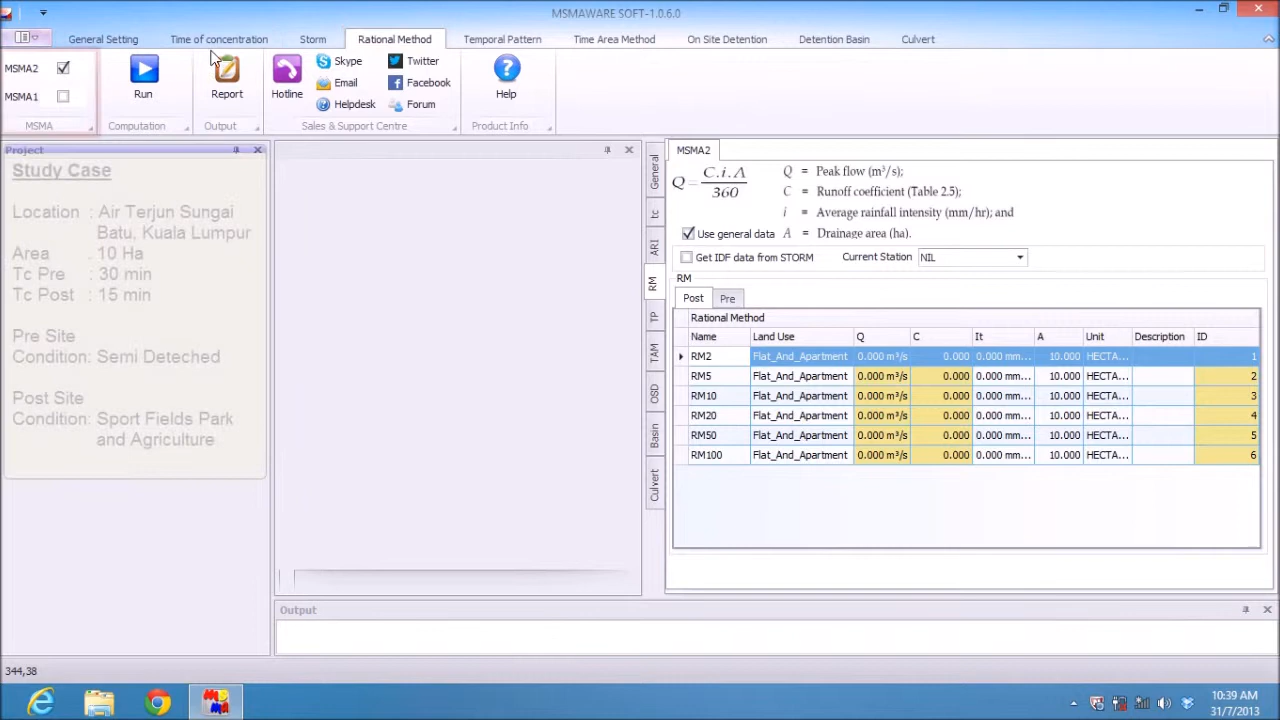 MSMAWARE SOFT-1.0.6.0
General Setting
Time of concentration
Storm
Rational Method
Temporal Pattern
Time Area Method
On Site Detention
Detention Basin
Culvert
MSMA2
MSMA1
MSMA
Run
Computation
Report
Output
Hotline
Skype
Twitter
Email
Facebook
Helpdesk
Forum
Sales & Support Centre
Help
Product Info
Project
Study Case
Location : Air Terjun Sungai
Batu, Kuala Lumpur
Area : 10 Ha
Tc Pre : 30 min
Tc Post : 15 min
Pre Site
Condition: Semi Deteched
Post Site
Condition: Sport Fields Park
and Agriculture
General
tc
ARI
RM
TP
TAM
OSD
Basin
Culvert
MSMA2
Q = C.i.A / 360
Q = Peak flow (m³/s);
C = Runoff coefficient (Table 2.5);
i = Average rainfall intensity (mm/hr); and
A = Drainage area (ha).
Use general data
Get IDF data from STORM
Current Station
NIL
RM
Post
Pre
Rational Method
Name Land Use Q C It A Unit Description ID
RM2 Flat_And_Apartment 0.000 m³/s 0.000 0.000 mm... 10.000 HECTA... 1
RM5 Flat_And_Apartment 0.000 m³/s 0.000 0.000 mm... 10.000 HECTA... 2
RM10 Flat_And_Apartment 0.000 m³/s 0.000 0.000 mm... 10.000 HECTA... 3
RM20 Flat_And_Apartment 0.000 m³/s 0.000 0.000 mm... 10.000 HECTA... 4
RM50 Flat_And_Apartment 0.000 m³/s 0.000 0.000 mm... 10.000 HECTA... 5
RM100 Flat_And_Apartment 0.000 m³/s 0.000 0.000 mm... 10.000 HECTA... 6
Output
344,38
10:39 AM
31/7/2013